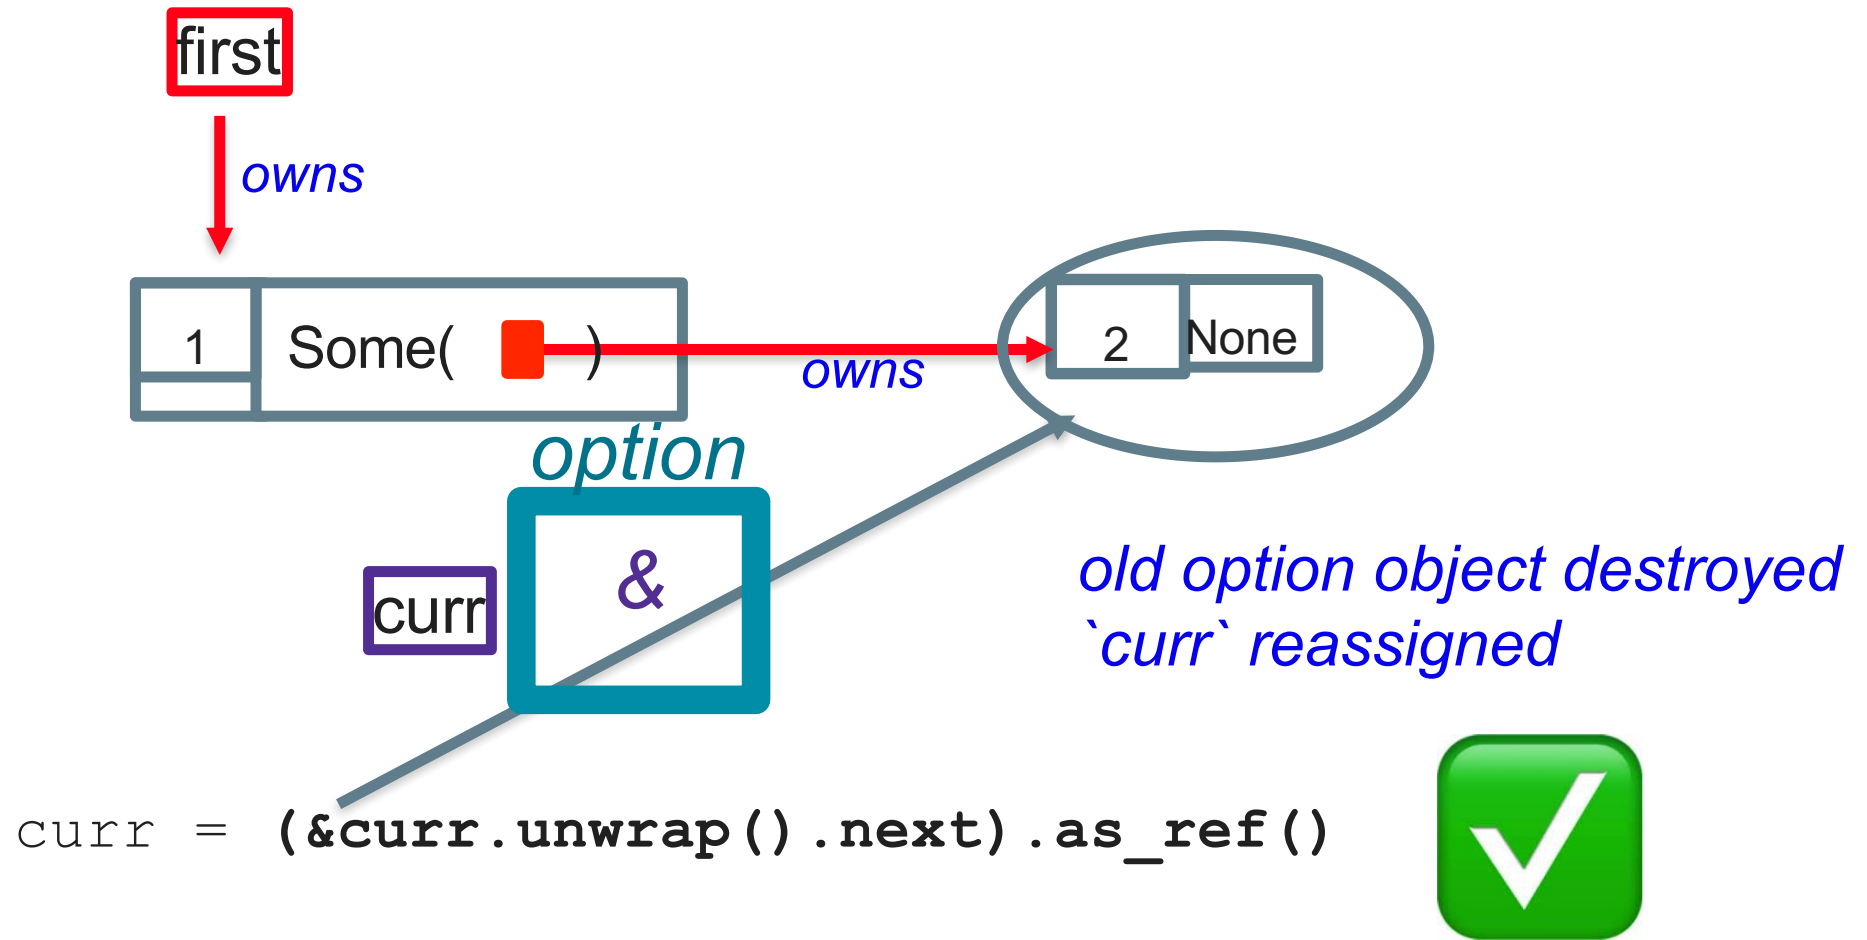 first
owns
1 Some( ) owns 2 None
option
curr &
old option object destroyed
`curr` reassigned
curr = (&curr.unwrap().next).as_ref()